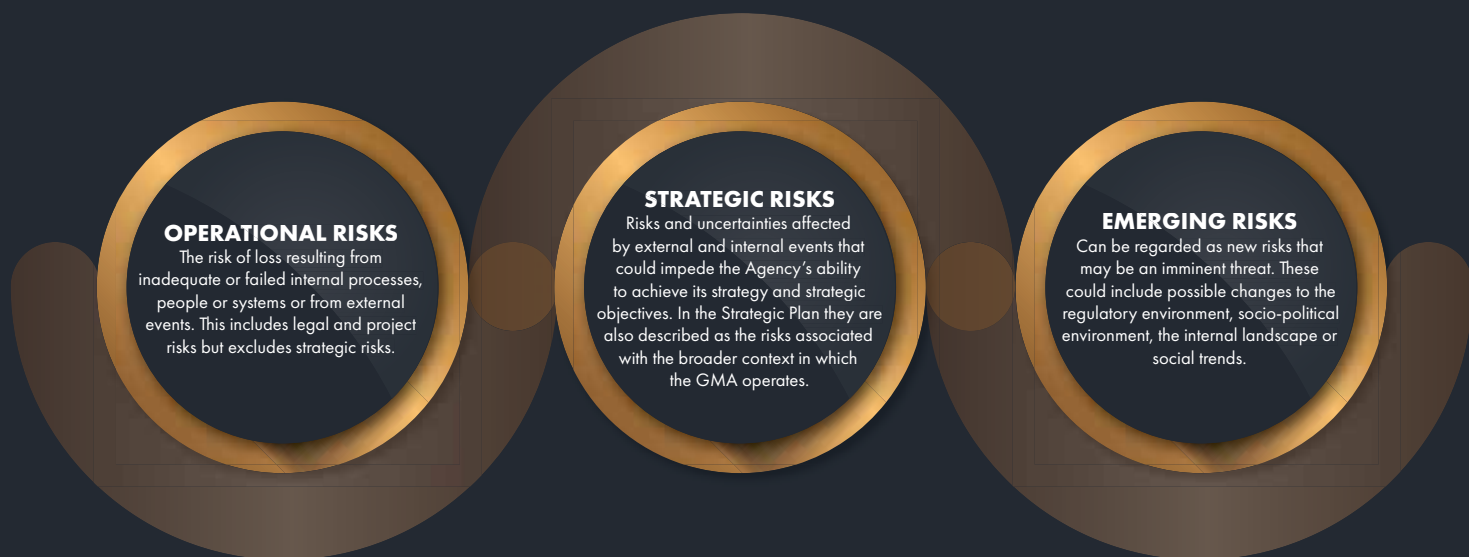 OPERATIONAL RISKS
The risk of loss resulting from
inadequate or failed internal processes,
people or systems or from external
events. This includes legal and project
risks but excludes strategic risks.
STRATEGIC RISKS
Risks and uncertainties affected
by external and internal events that
could impede the Agency’s ability
to achieve its strategy and strategic
objectives. In the Strategic Plan they are
also described as the risks associated
with the broader context in which
the GMA operates.
EMERGING RISKS
Can be regarded as new risks that
may be an imminent threat. These
could include possible changes to the
regulatory environment, socio-political
environment, the internal landscape or
social trends.